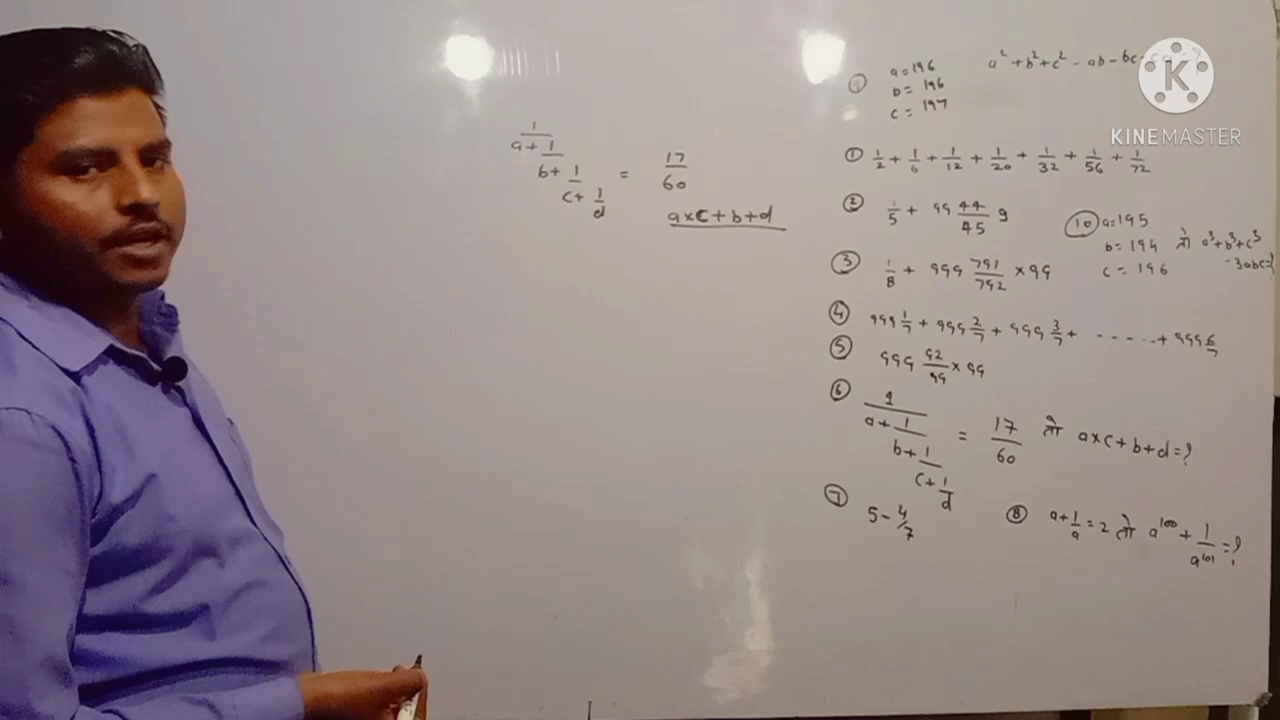 1/(a+1/(b+1/(c+1/d))) = 17/60
a×c+b+d
⑨ a=196
b= 196
c= 197
a²+b²+c²-ab-bc
K
KINEMASTER
① 1/2 + 1/6 + 1/12 + 1/20 + 1/32 + 1/56 + 1/72
② 1/5 + 99 44/45 9
③ 1/8 + 999 791/792 ×99
④ 999 1/7 + 999 2/7 + 999 3/7 + ...... + 999 6/7
⑤ 999 92/99 × 99
⑥ 1/(a+1/(b+1/(c+1/d))) = 17/60 तो a×c+b+d=?
⑦ 5-4/7
⑧ a+1/a=2 तो a¹⁰⁰+1/a¹⁰¹=?
⑩ a=195
b= 194 तो a³+b³+c³
-3abc=?
c= 196